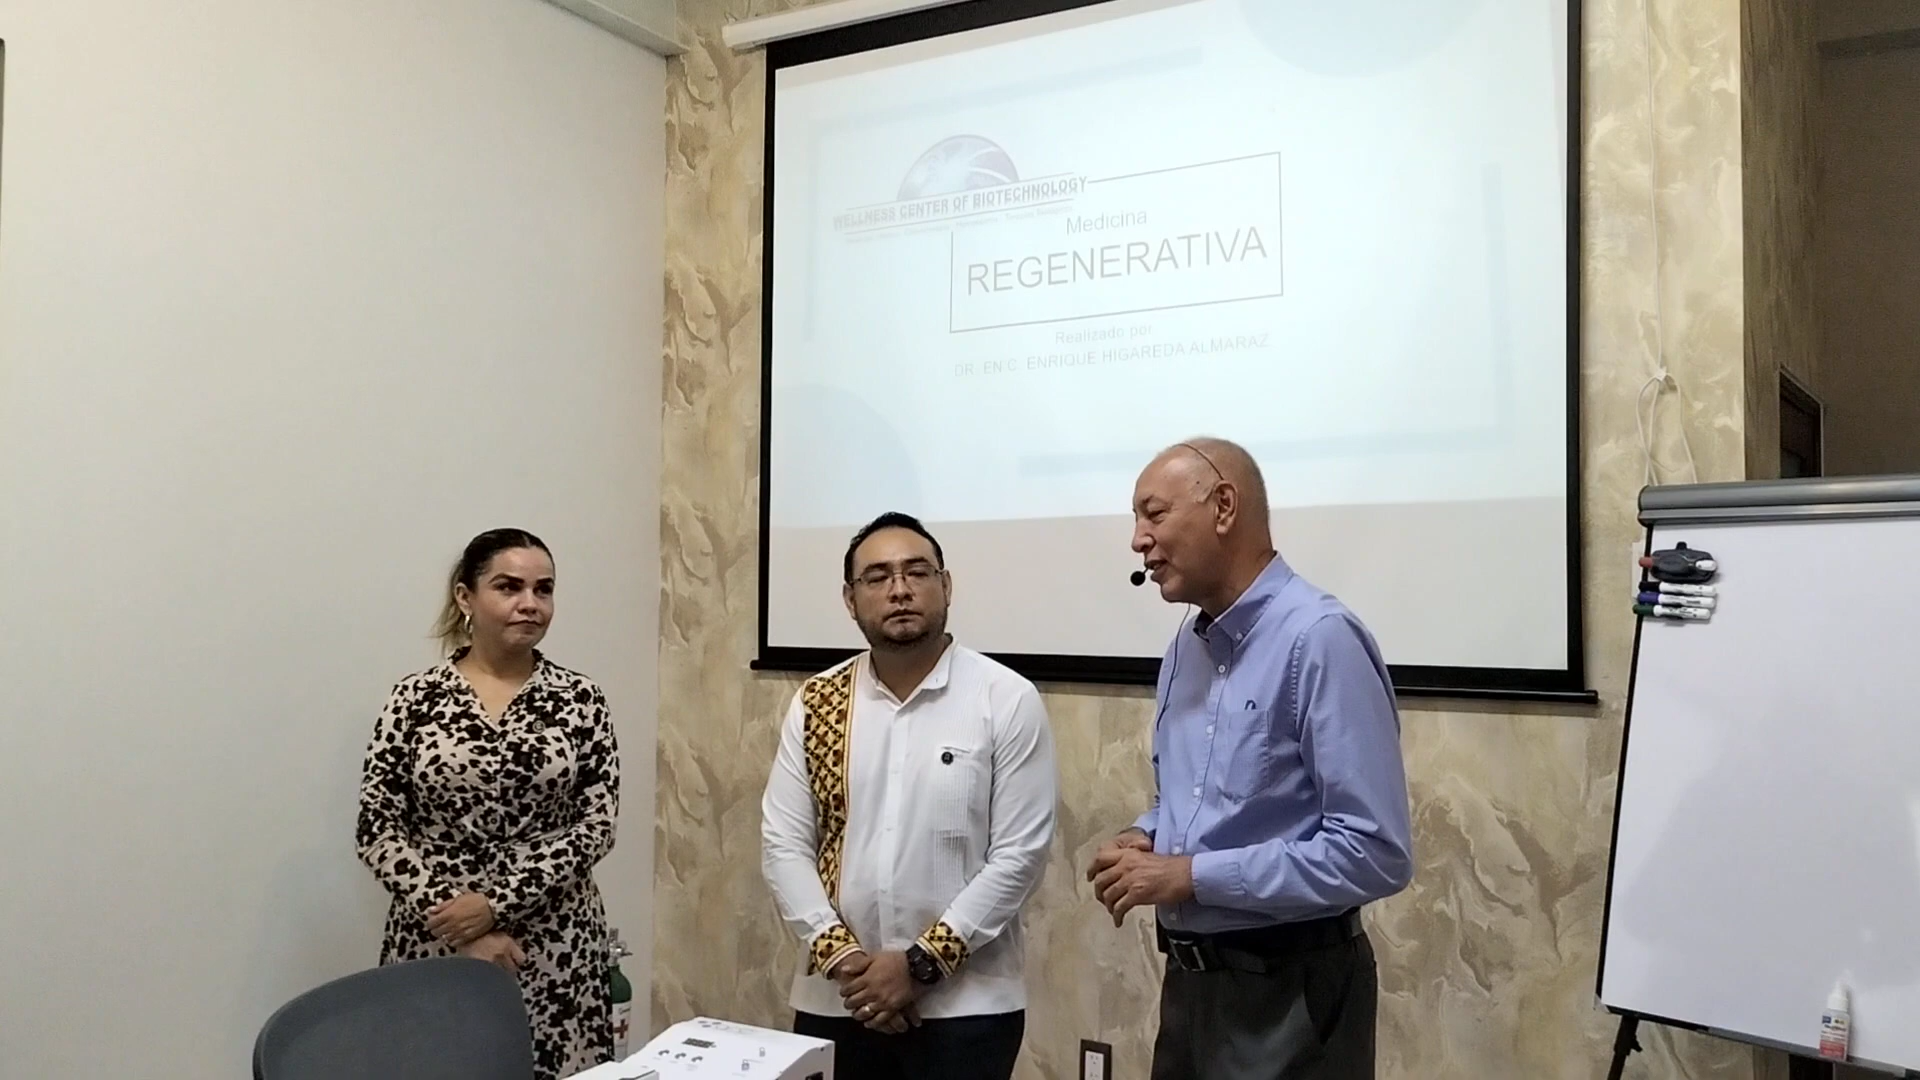 WELLNESS CENTER OF BIOTECHNOLOGY
Medicina
REGENERATIVA
Realizado por:
DR. EN C. ENRIQUE HIGAREDA ALMARAZ